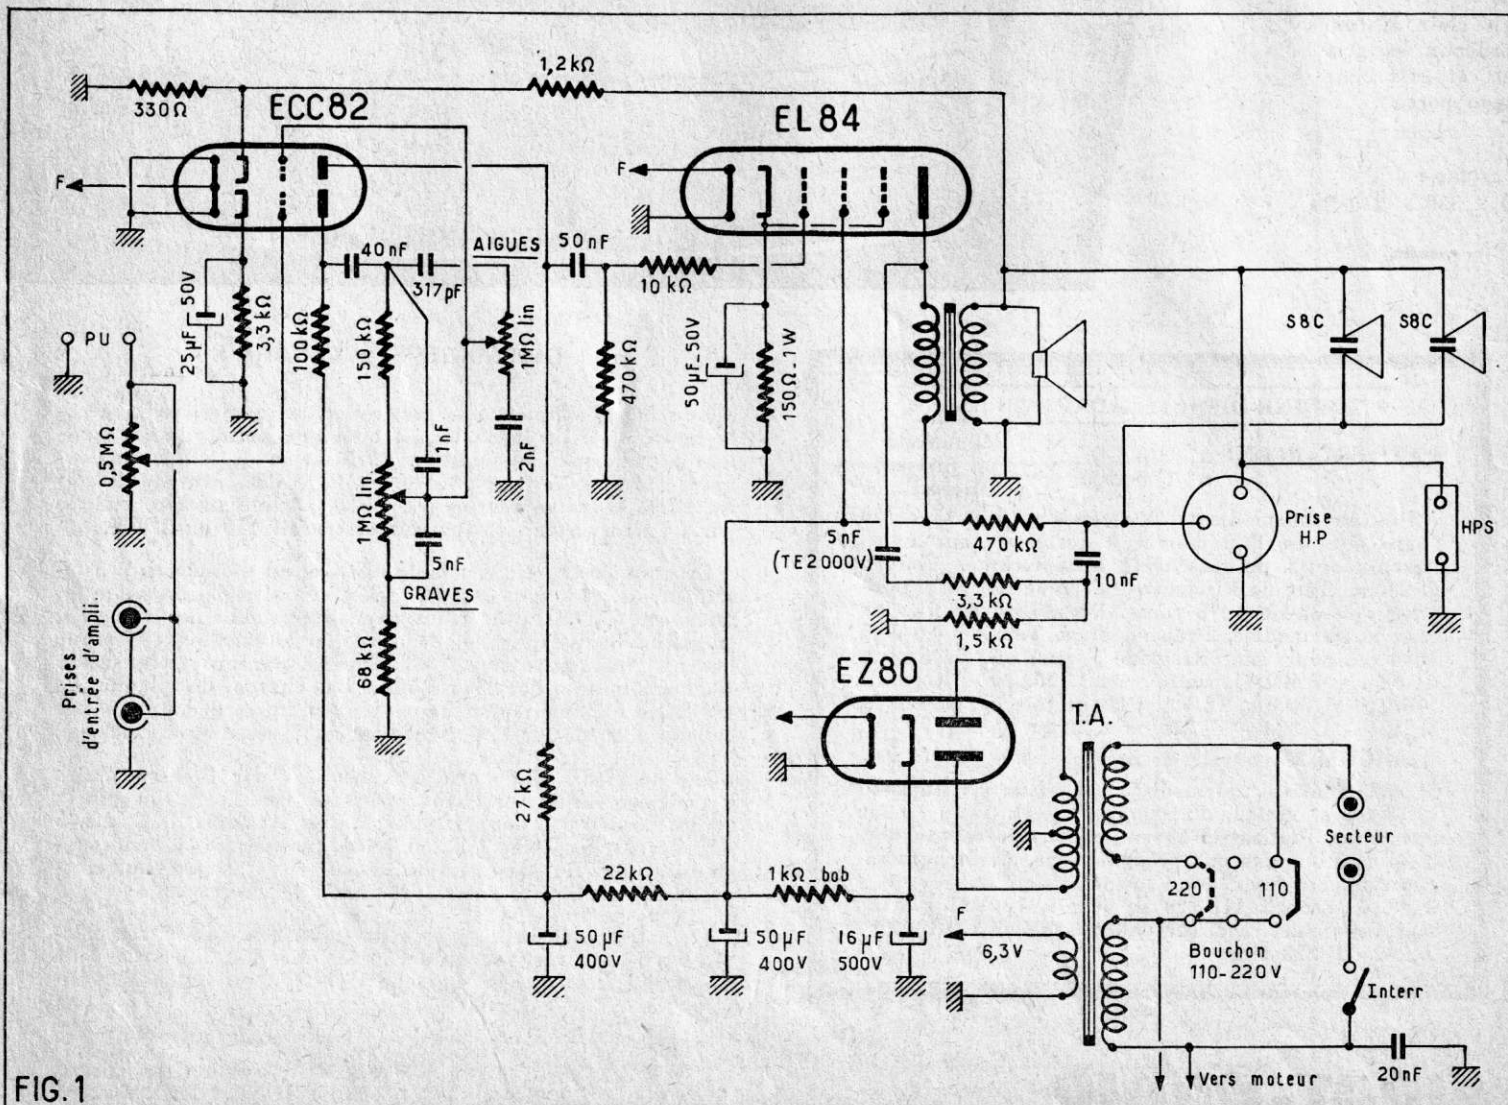 1,2kΩ
330Ω
ECC82
EL84
F
F
50V
25µF
3,3kΩ
100kΩ
40nF
317pF
AIGUES
50nF
10kΩ
150kΩ
1MΩ lin
470kΩ
50µF_50V
150Ω_1W
S8C
S8C
PU
0,5MΩ
1nF
2nF
1MΩ lin
5nF
GRAVES
5nF
(TE2000V)
470kΩ
10nF
3,3kΩ
1,5kΩ
Prise
H.P
HPS
Prises
d'entrée d'ampli.
68kΩ
EZ80
T.A.
27kΩ
22kΩ
1kΩ_bob
Secteur
220
110
50µF
400V
50µF
400V
16µF
500V
F
6,3V
Bouchon
110-220V
Interr
Vers moteur
20nF
FIG.1